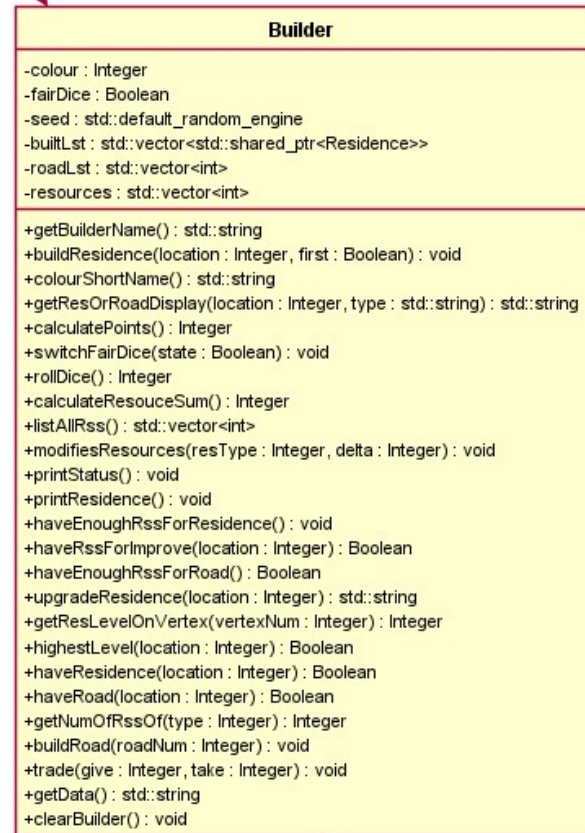 Builder
-colour : Integer
-fairDice : Boolean
-seed : std::default_random_engine
-builtLst : std::vector<std::shared_ptr<Residence>>
-roadLst : std::vector<int>
-resources : std::vector<int>
+getBuilderName() : std::string
+buildResidence(location : Integer, first : Boolean) : void
+colourShortName() : std::string
+getResOrRoadDisplay(location : Integer, type : std::string) : std::string
+calculatePoints() : Integer
+switchFairDice(state : Boolean) : void
+rollDice() : Integer
+calculateResouceSum() : Integer
+listAllRss() : std::vector<int>
+modifiesResources(resType : Integer, delta : Integer) : void
+printStatus() : void
+printResidence() : void
+haveEnoughRssForResidence() : void
+haveRssForImprove(location : Integer) : Boolean
+haveEnoughRssForRoad() : Boolean
+upgradeResidence(location : Integer) : std::string
+getResLevelOnVertex(vertexNum : Integer) : Integer
+highestLevel(location : Integer) : Boolean
+haveResidence(location : Integer) : Boolean
+haveRoad(location : Integer) : Boolean
+getNumOfRssOf(type : Integer) : Integer
+buildRoad(roadNum : Integer) : void
+trade(give : Integer, take : Integer) : void
+getData() : std::string
+clearBuilder() : void